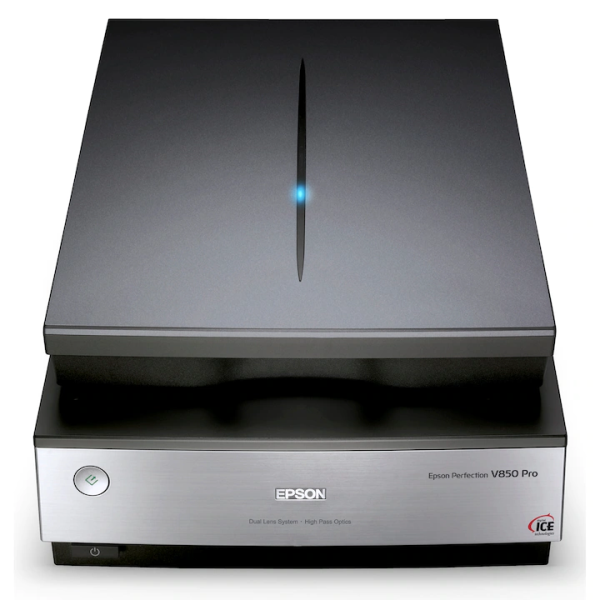 Epson Perfection V850 Pro
EPSON
Dual Lens System - High Pass Optics
ICE